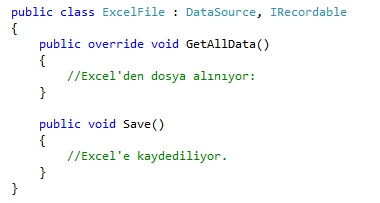 public class ExcelFile : DataSource, IRecordable
{
    public override void GetAllData()
    {
        //Excel'den dosya alınıyor:
    }

    public void Save()
    {
        //Excel'e kaydediliyor.
    }
}